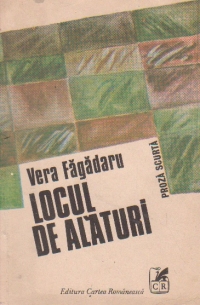 Vera Făgădaru
LOCUL
DE ALĂTURI
PROZĂ SCURTĂ
Editura Cartea Românească
CR